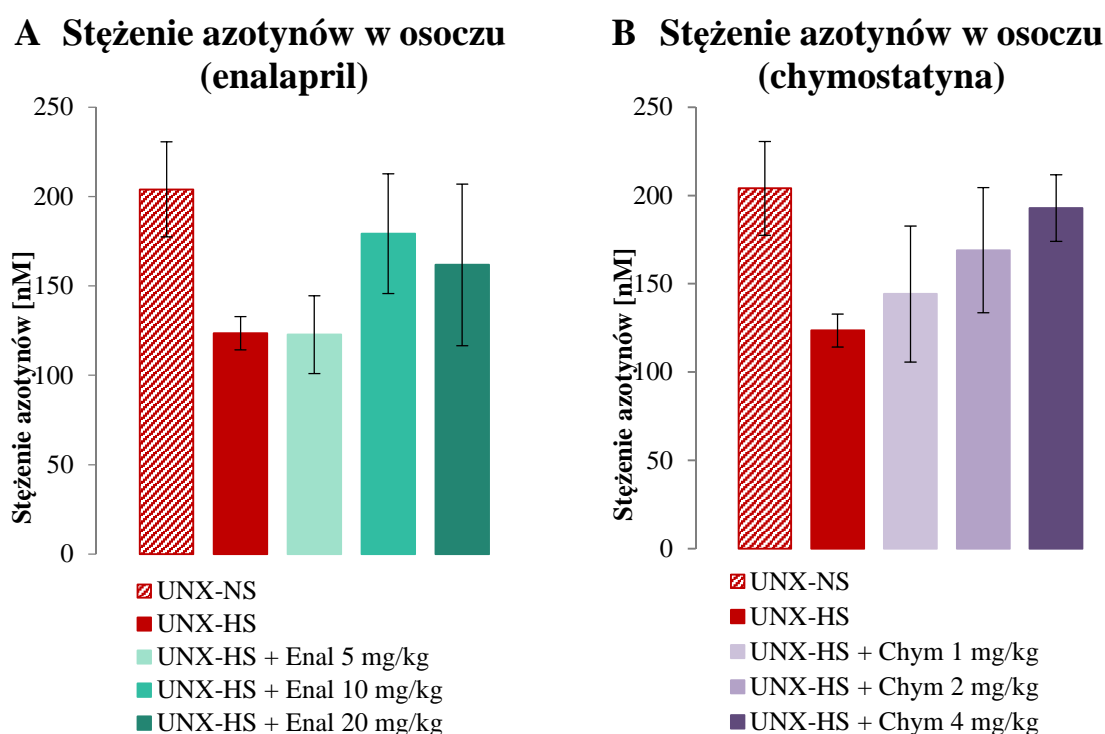 A Stężenie azotynów w osoczu
(enalapril)
Stężenie azotynów [nM]
250
200
150
100
50
0
UNX-NS
UNX-HS
UNX-HS + Enal 5 mg/kg
UNX-HS + Enal 10 mg/kg
UNX-HS + Enal 20 mg/kg
B Stężenie azotynów w osoczu
(chymostatyna)
Stężenie azotynów [nM]
250
200
150
100
50
0
UNX-NS
UNX-HS
UNX-HS + Chym 1 mg/kg
UNX-HS + Chym 2 mg/kg
UNX-HS + Chym 4 mg/kg